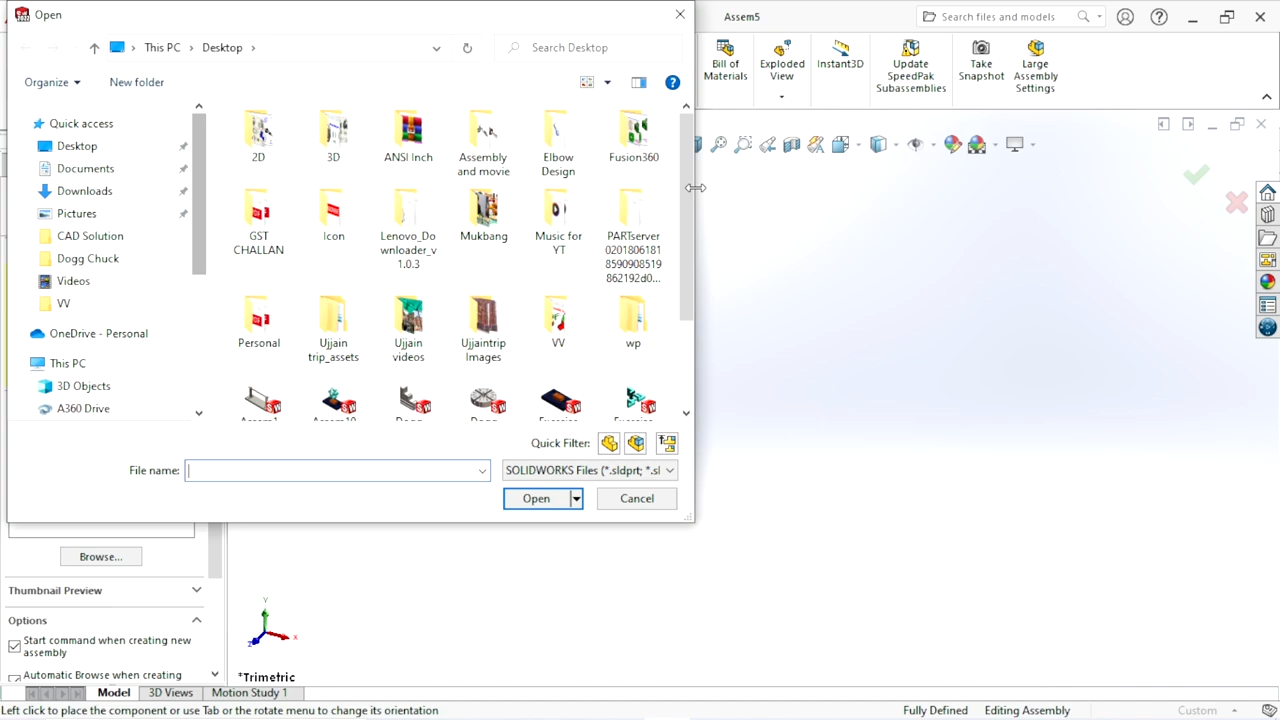 Open
Assem5
Search files and models
This PC
Desktop
Search Desktop
Organize
New folder
Bill of
Materials
Exploded
View
Instant3D
Update
SpeedPak
Subassemblies
Take
Snapshot
Large
Assembly
Settings
Quick access
Desktop
Documents
Downloads
Pictures
CAD Solution
Dogg Chuck
Videos
VV
OneDrive - Personal
This PC
3D Objects
A360 Drive
2D
3D
ANSI Inch
Assembly
and movie
Elbow
Design
Fusion360
GST
CHALLAN
Icon
Lenovo_Do
wnloader_v
1.0.3
Mukbang
Music for
YT
PARTserver
0201806181
8590908519
862192d0...
Personal
Ujjain
trip_assets
Ujjain
videos
Ujjaintrip
Images
VV
wp
Quick Filter:
File name:
SOLIDWORKS Files (*.sldprt; *.sl
Open
Cancel
Browse...
Thumbnail Preview
Options
Start command when creating new
assembly
Automatic Browse when creating
Y
X
Z
*Trimetric
Model
3D Views
Motion Study 1
Left click to place the component or use Tab or the rotate menu to change its orientation
Fully Defined
Editing Assembly
Custom